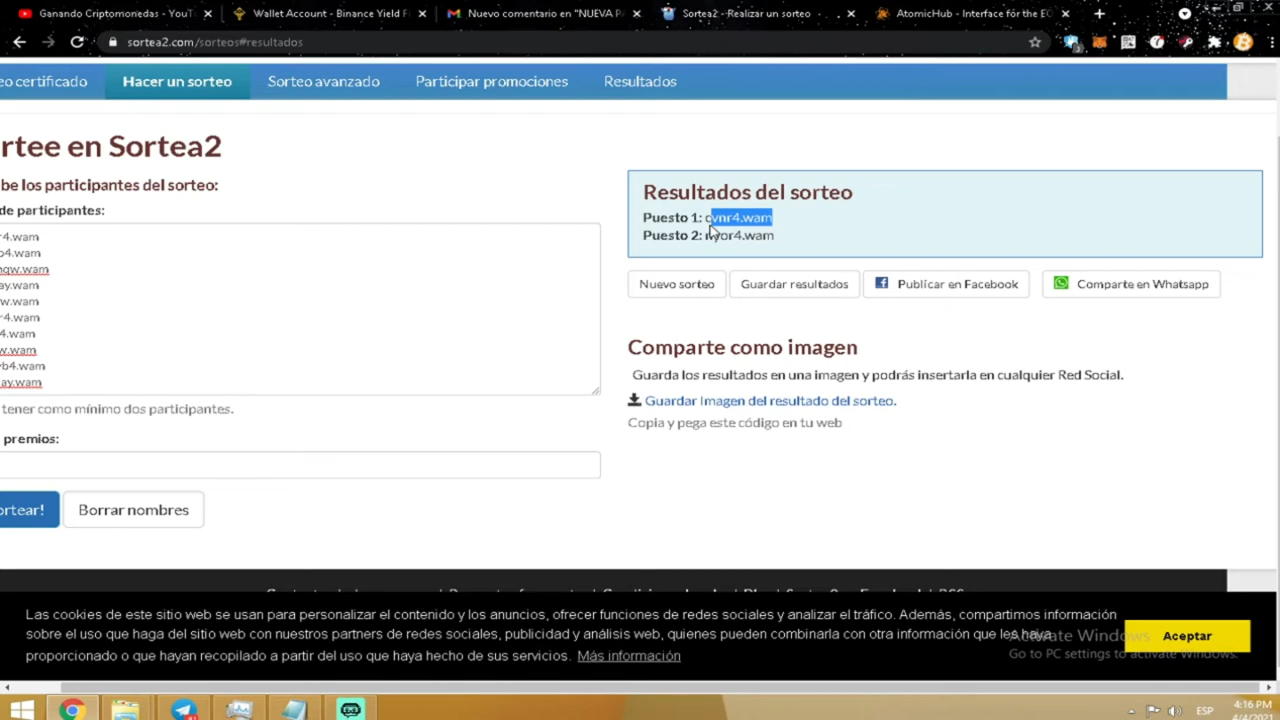 Ganando Criptomonedas - YouT
Wallet Account - Binance Yield F
Nuevo comentario en "NUEVA P
Sortea2 - Realizar un sorteo
AtomicHub - Interface for the EO
sortea2.com/sorteos#resultados
eo certificado
Hacer un sorteo
Sorteo avanzado
Participar promociones
Resultados
rtee en Sortea2
be los participantes del sorteo:
de participantes:
r4.wam
o4.wam
nqw.wam
ay.wam
w.wam
r4.wam
4.wam
w.wam
vb4.wam
ay.wam
tener como mínimo dos participantes.
premios:
ortear!
Borrar nombres
Resultados del sorteo
Puesto 1: qvnr4.wam
Puesto 2:
Nuevo sorteo
Guardar resultados
Publicar en Facebook
Comparte en Whatsapp
Comparte como imagen
Guarda los resultados en una imagen y podrás insertarla en cualquier Red Social.
Guardar Imagen del resultado del sorteo.
Copia y pega este código en tu web
Las cookies de este sitio web se usan para personalizar el contenido y los anuncios, ofrecer funciones de redes sociales y analizar el tráfico. Además, compartimos información
sobre el uso que haga del sitio web con nuestros partners de redes sociales, publicidad y análisis web, quienes pueden combinarla con otra información que les haya
proporcionado o que hayan recopilado a partir del uso que haya hecho de sus servicios. Más información
Aceptar
Activate Windows
Go to PC settings to activate Windows.
ESP
4:16 PM
4/4/2021